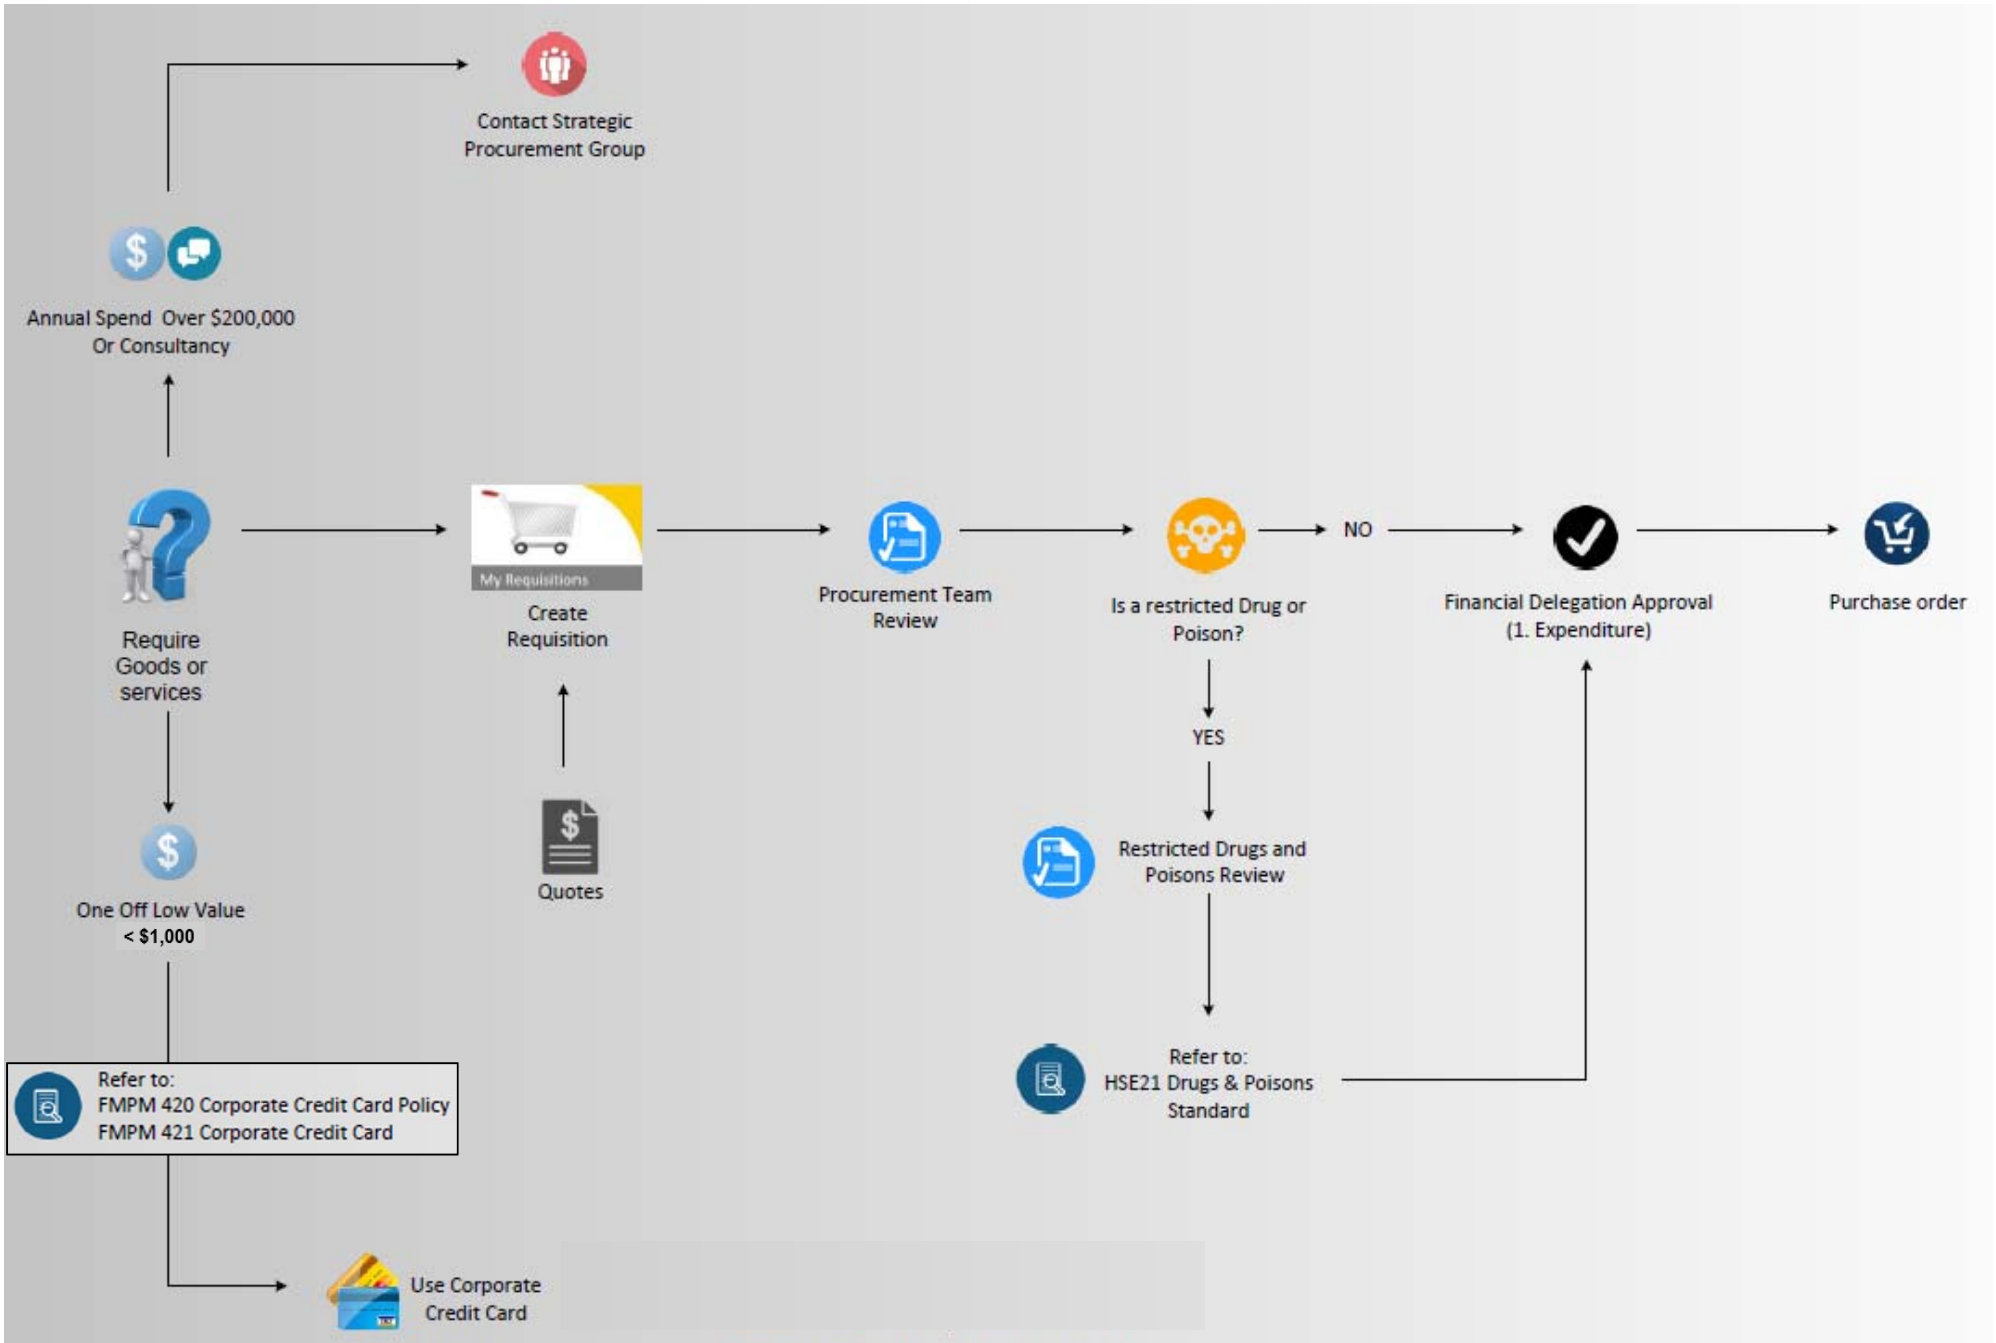 Contact Strategic
Procurement Group
$
Annual Spend  Over $200,000
Or Consultancy
Require
Goods or
services
My Requisitions
Create
Requisition
Procurement Team
Review
Is a restricted Drug or
Poison?
NO
Financial Delegation Approval
(1. Expenditure)
Purchase order
YES
$
Quotes
Restricted Drugs and
Poisons Review
$
One Off Low Value
< $1,000
Refer to:
HSE21 Drugs & Poisons
Standard
Refer to:
FMPM 420 Corporate Credit Card Policy
FMPM 421 Corporate Credit Card
Use Corporate
Credit Card